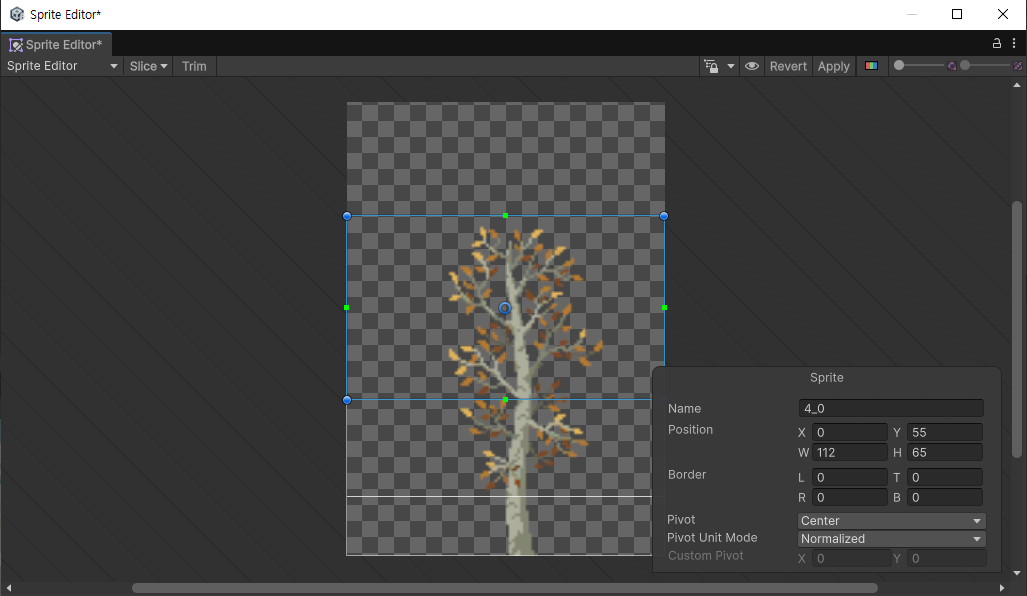 Sprite Editor*
Sprite Editor*
Sprite Editor Slice Trim Revert Apply
Sprite
Name 4_0
Position X 0 Y 55
W 112 H 65
Border L 0 T 0
R 0 B 0
Pivot Center
Pivot Unit Mode Normalized
Custom Pivot X 0 Y 0